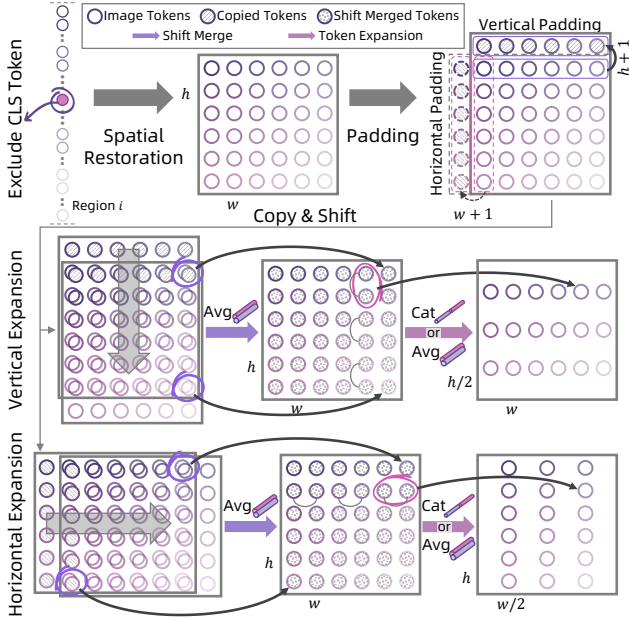 Image Tokens Copied Tokens Shift Merged Tokens
Shift Merge Token Expansion
Exclude CLS Token
Region i
Spatial
Restoration
h
w
Padding
Vertical Padding
Horizontal Padding
h + 1
w + 1
Copy & Shift
Vertical Expansion
Avg
h
w
Cat
or
Avg
h/2
w
Horizontal Expansion
Avg
h
w
Cat
or
Avg
h
w/2